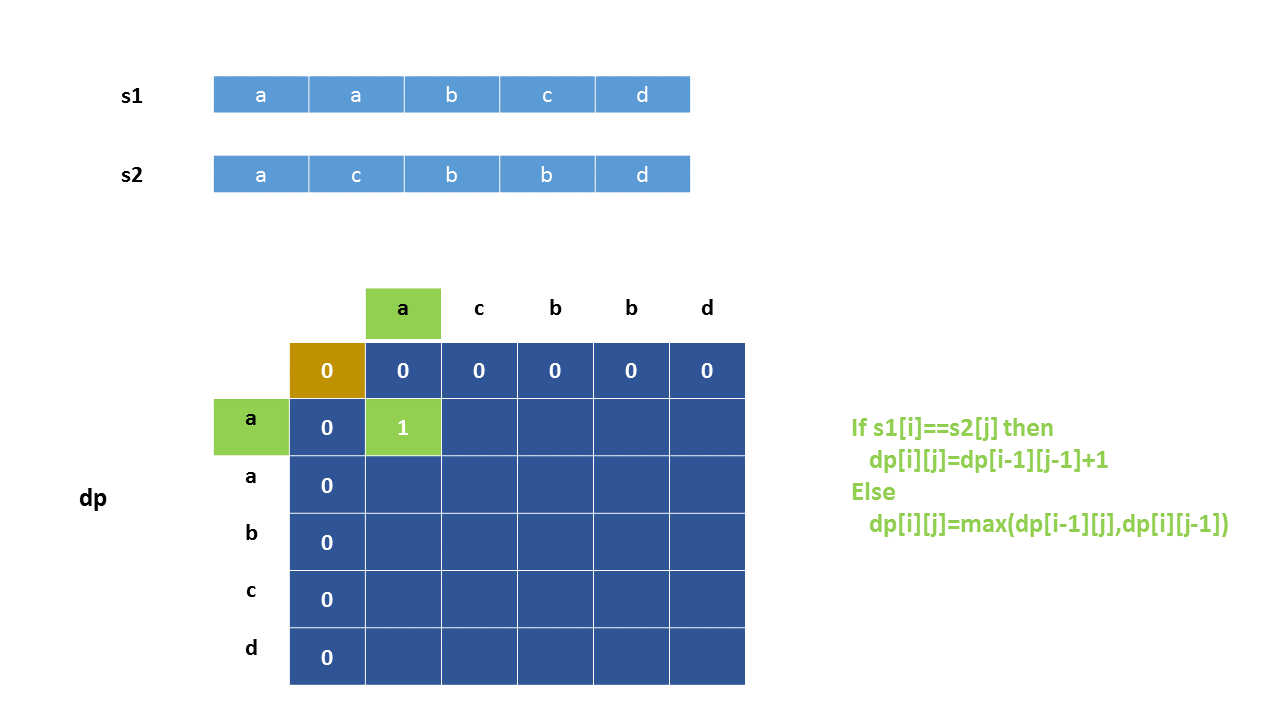 s1 a a b c d
s2 a c b b d
a c b b d
0 0 0 0 0 0
a 0 1
a 0
dp
b 0
c 0
d 0
If s1[i]==s2[j] then
dp[i][j]=dp[i-1][j-1]+1
Else
dp[i][j]=max(dp[i-1][j],dp[i][j-1])